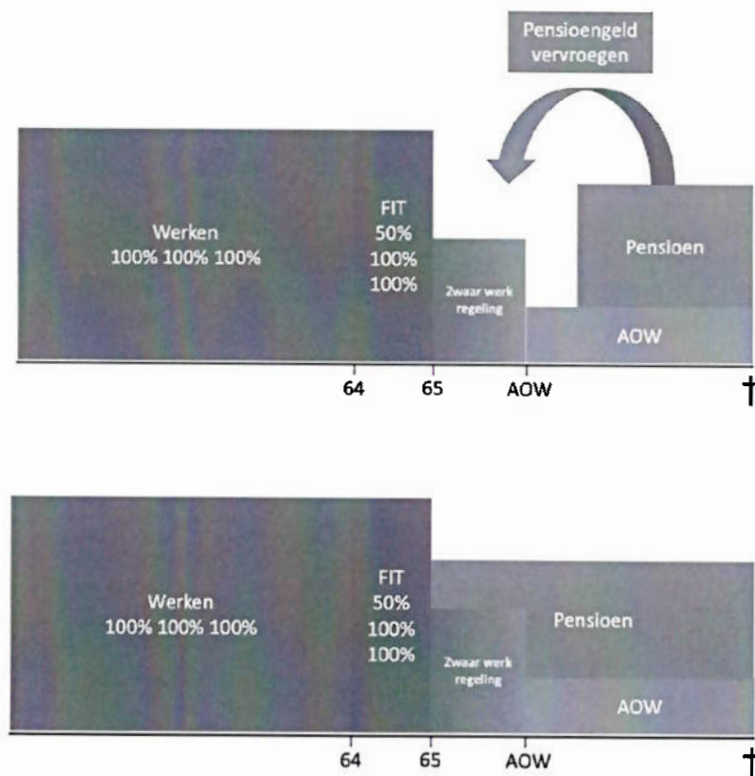 Pensioengeld
vervroegen
Werken
100% 100% 100%
FIT
50%
100%
100%
Zwaar werk
regeling
Pensioen
AOW
64
65
AOW
†
Werken
100% 100% 100%
FIT
50%
100%
100%
Zwaar werk
regeling
Pensioen
AOW
64
65
AOW
†